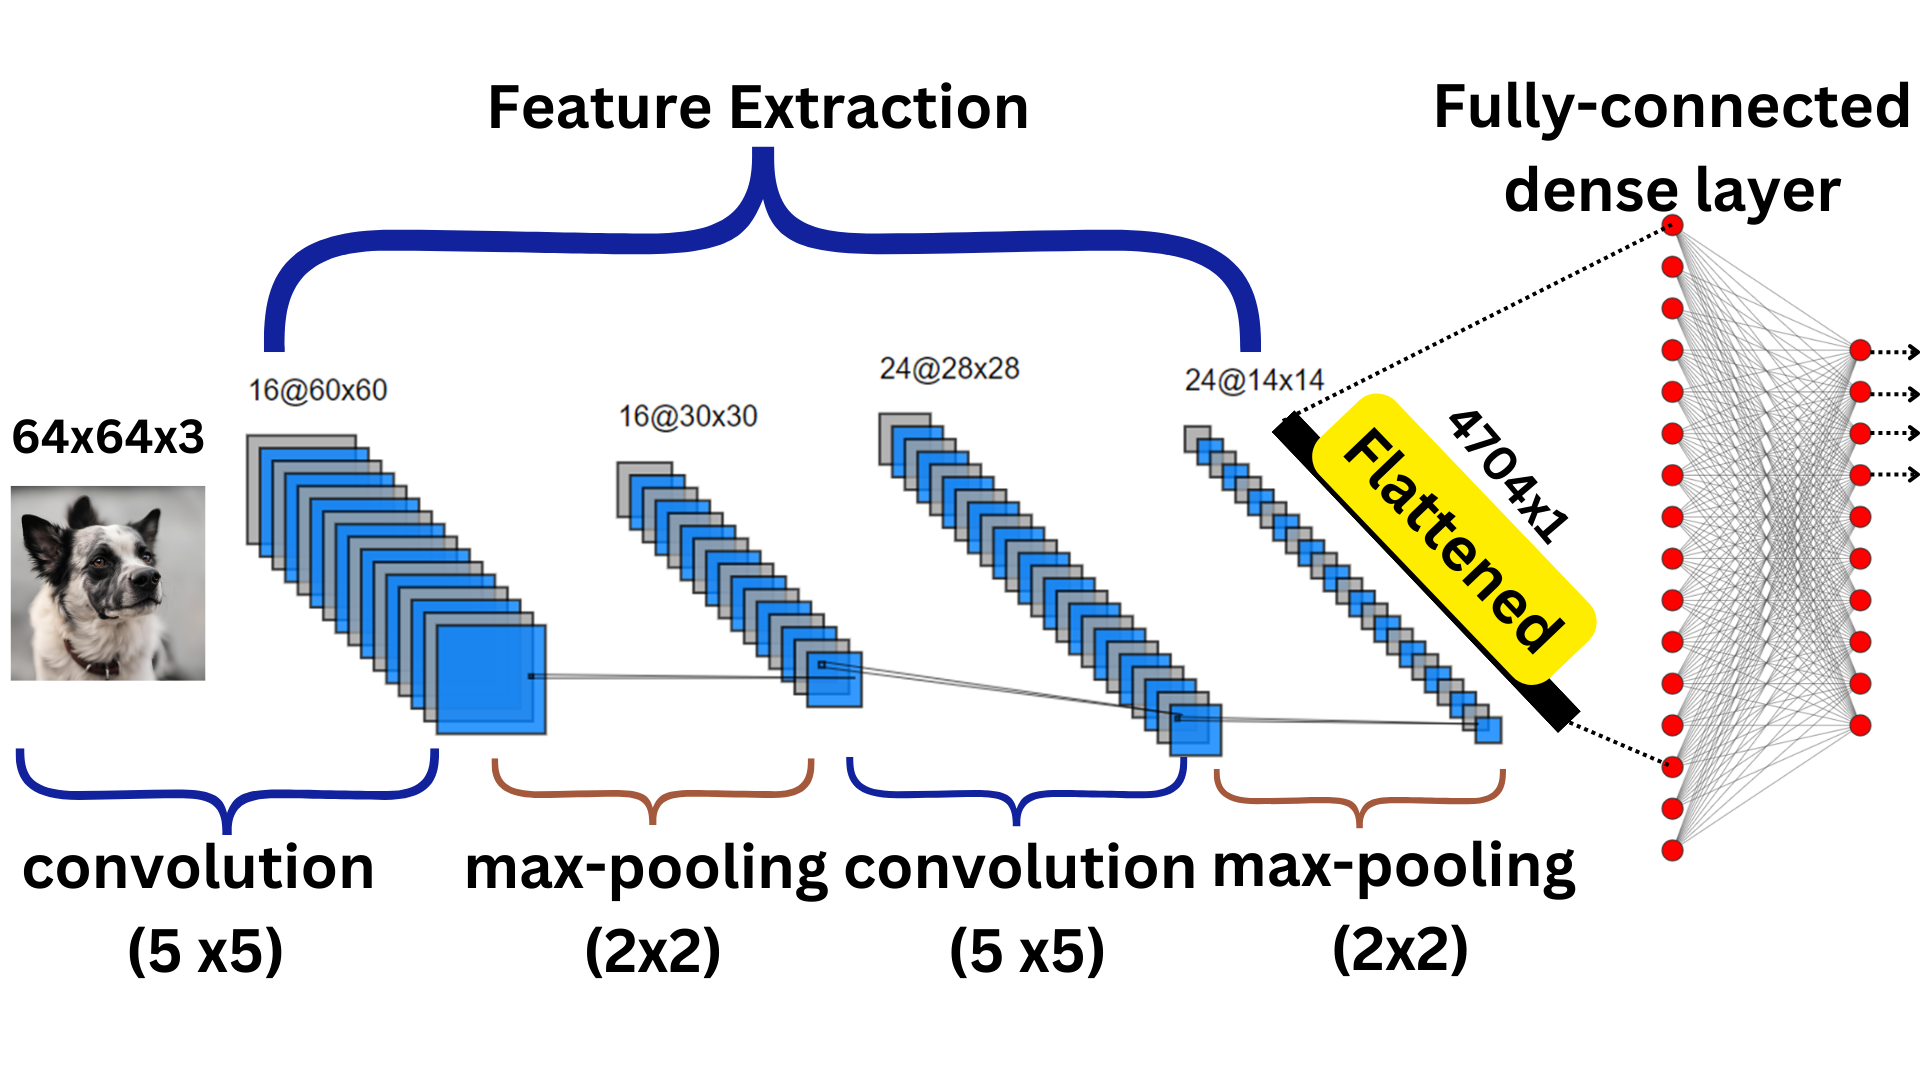 Feature Extraction
Fully-connected
dense layer
64x64x3
16@60x60
16@30x30
24@28x28
24@14x14
Flattened
4704x1
convolution
(5 x5)
max-pooling
(2x2)
convolution
(5 x5)
max-pooling
(2x2)